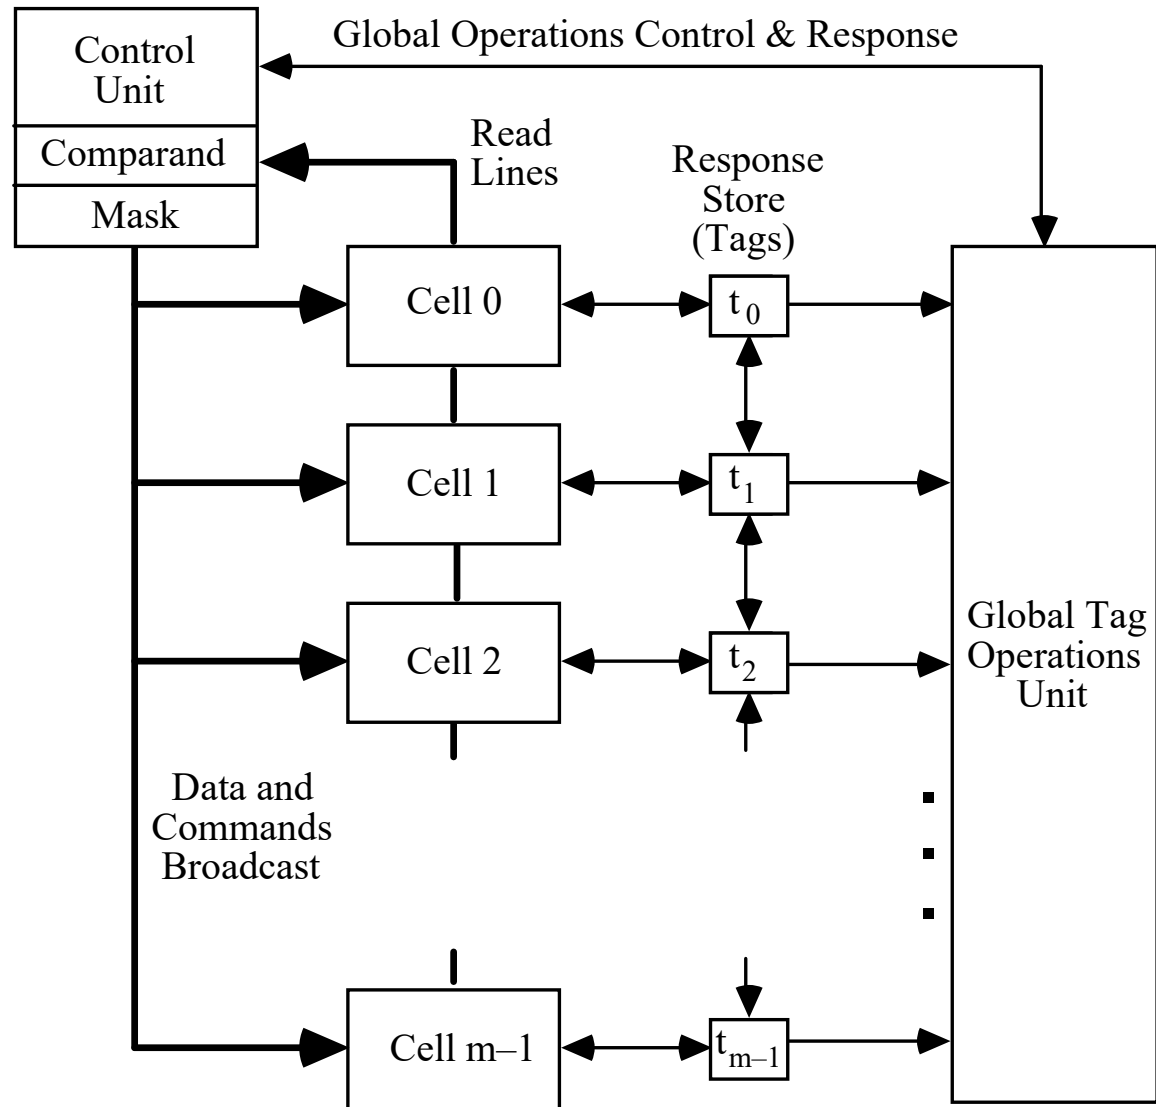 Global Operations Control & Response
Control
Unit
Comparand
Mask
Read
Lines
Response
Store
(Tags)
Cell 0
t0
Cell 1
t1
Cell 2
t2
Global Tag
Operations
Unit
Data and
Commands
Broadcast
Cell m–1
tm–1